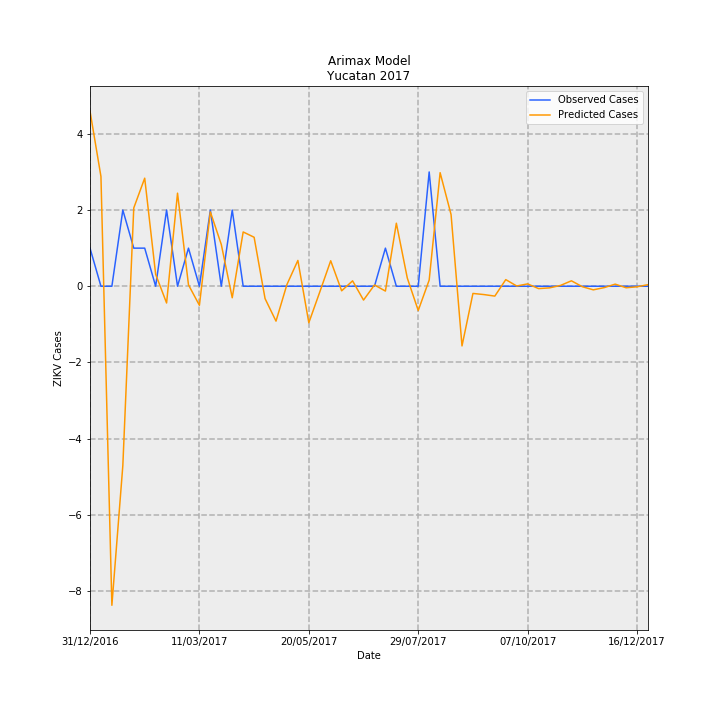 Arimax Model
Yucatan 2017
Observed Cases
Predicted Cases
ZIKV Cases
4
2
0
−2
−4
−6
−8
31/12/2016 11/03/2017 20/05/2017 29/07/2017 07/10/2017 16/12/2017
Date